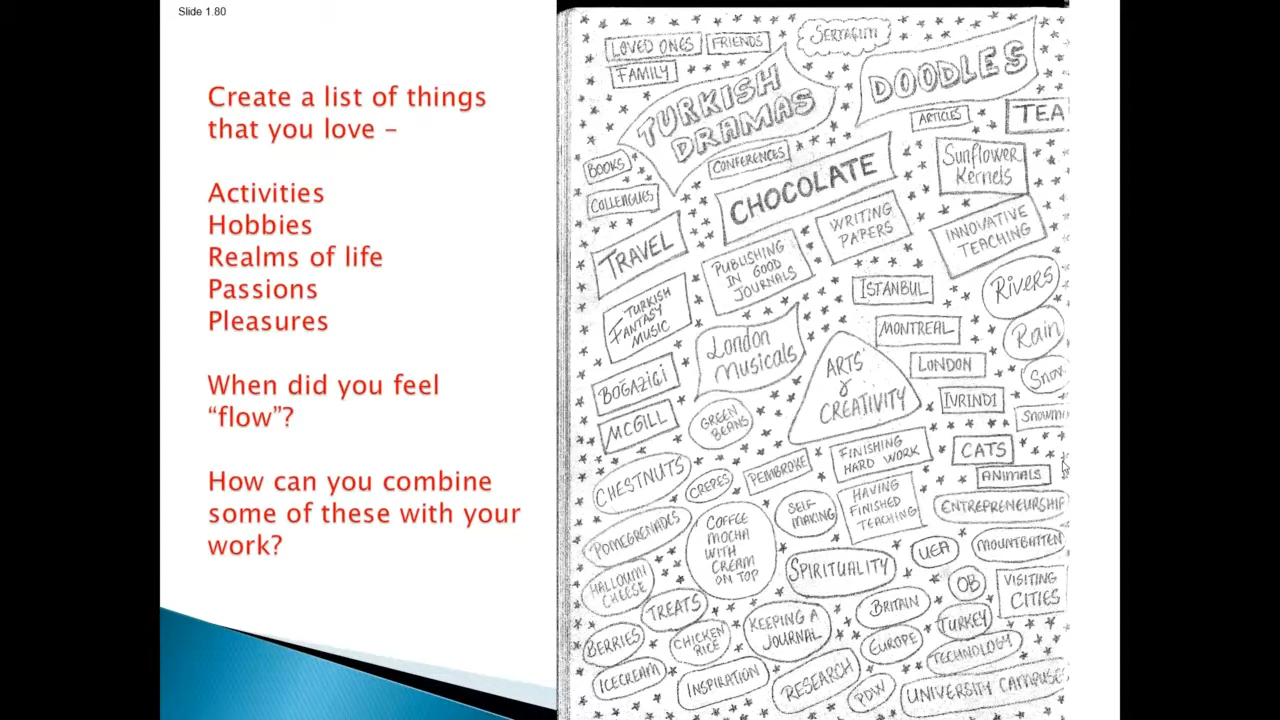 Slide 1.80
Create a list of things
that you love –
Activities
Hobbies
Realms of life
Passions
Pleasures
When did you feel
“flow”?
How can you combine
some of these with your
work?
LOVED ONES
FRIENDS
FAMILY
TURKISH
DRAMAS
DOODLES
ARTICLES
TEA
BOOKS
CONFERENCES
Sunflower
Kernels
COLLEAGUES
CHOCOLATE
WRITING
PAPERS
INNOVATIVE
TEACHING
TRAVEL
PUBLISHING
IN GOOD
JOURNALS
ISTANBUL
RIVERS
TURKISH
FANTASY
MUSIC
London
Musicals
MONTREAL
Rain
ARTS
&
CREATIVITY
LONDON
Snow
BOGAZICI
IVRINDI
MCGILL
GREEN
BEANS
FINISHING
HARD WORK
CATS
CHESTNUTS
CREPES
PEMBROKE
ANIMALS
HAVING
FINISHED
TEACHING
ENTREPRENEURSHIP
SELF-
MAKING
POMEGRENADES
COFFEE
MOCHA
WITH
CREAM
ON TOP
UEA
MOUNTBATTEN
SPIRITUALITY
HALLOUMI
CHEESE
OB
VISITING
CITIES
TREATS
BRITAIN
KEEPING A
JOURNAL
TURKEY
BERRIES
CHICKEN
RICE
EUROPE
TECHNOLOGY
ICECREAM
INSPIRATION
RESEARCH
UNIVERSITY CAMPUSE